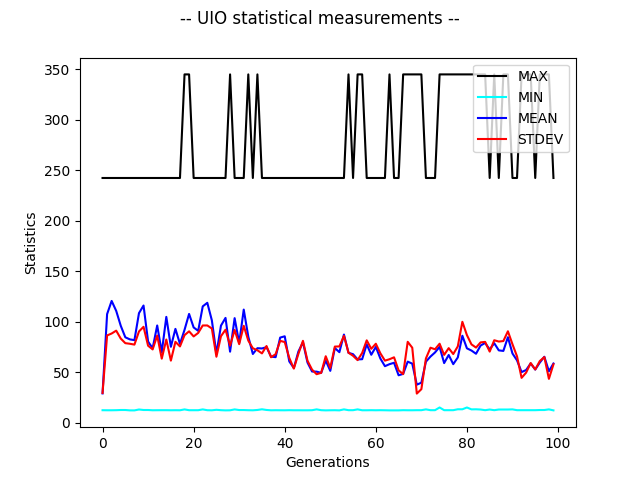 -- UIO statistical measurements --
350
300
250
200
150
100
50
0
Statistics
MAX
MIN
MEAN
STDEV
0 20 40 60 80 100
Generations